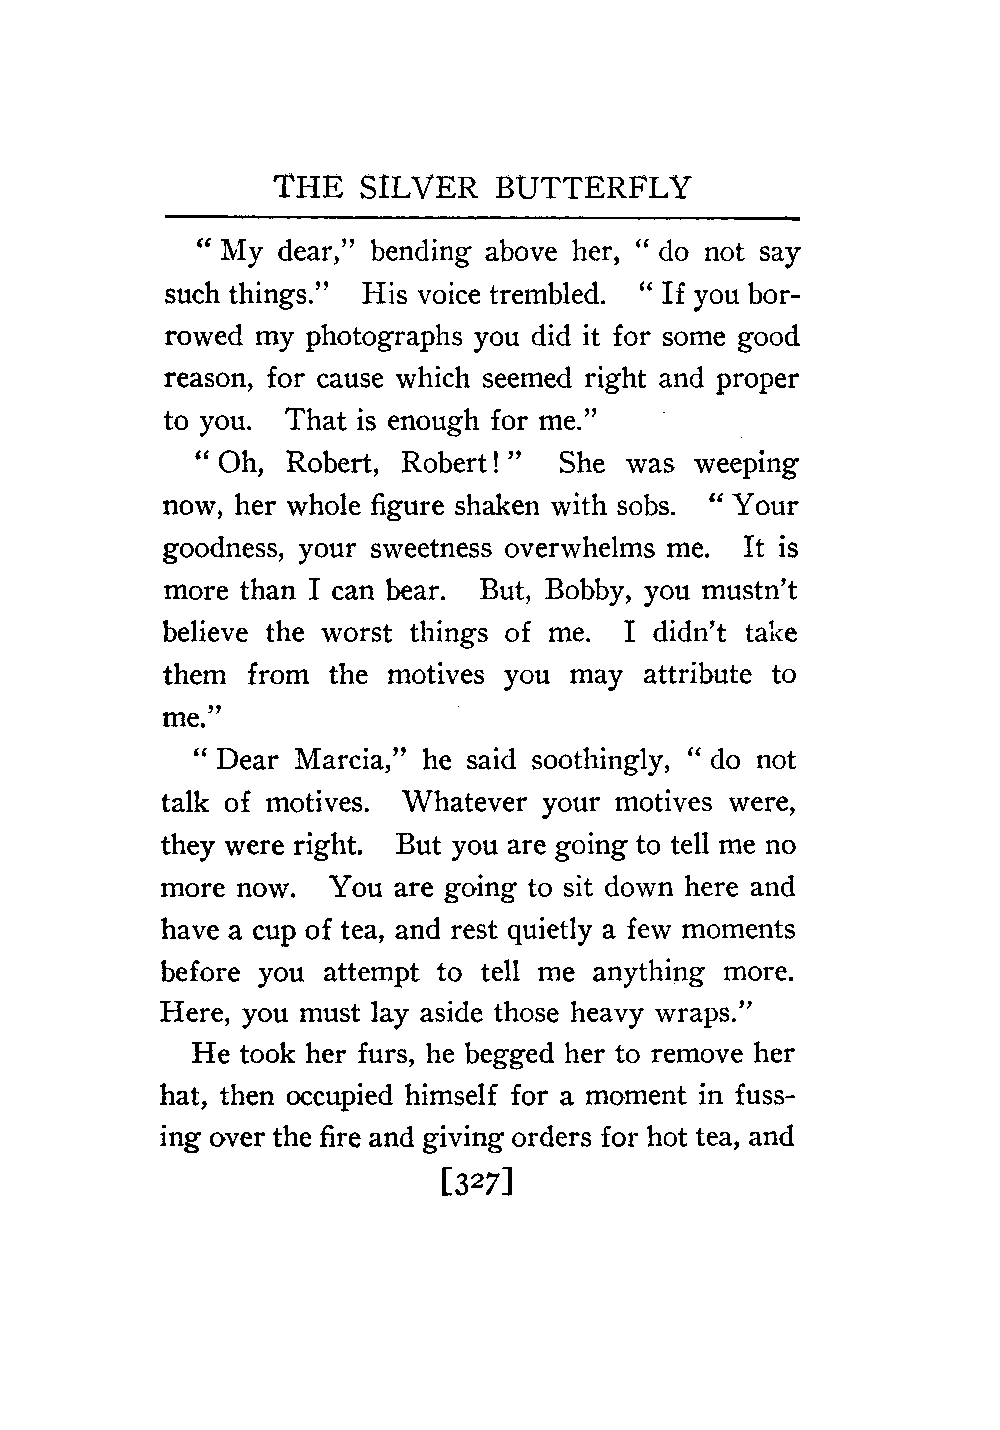 THE SILVER BUTTERFLY
“ My dear,” bending above her, “ do not say
such things.” His voice trembled. “ If you bor-
rowed my photographs you did it for some good
reason, for cause which seemed right and proper
to you. That is enough for me.”
“ Oh, Robert, Robert! ” She was weeping
now, her whole figure shaken with sobs. “ Your
goodness, your sweetness overwhelms me. It is
more than I can bear. But, Bobby, you mustn’t
believe the worst things of me. I didn’t take
them from the motives you may attribute to
me.”
“ Dear Marcia,” he said soothingly, “ do not
talk of motives. Whatever your motives were,
they were right. But you are going to tell me no
more now. You are going to sit down here and
have a cup of tea, and rest quietly a few moments
before you attempt to tell me anything more.
Here, you must lay aside those heavy wraps.”
He took her furs, he begged her to remove her
hat, then occupied himself for a moment in fuss-
ing over the fire and giving orders for hot tea, and
[327]